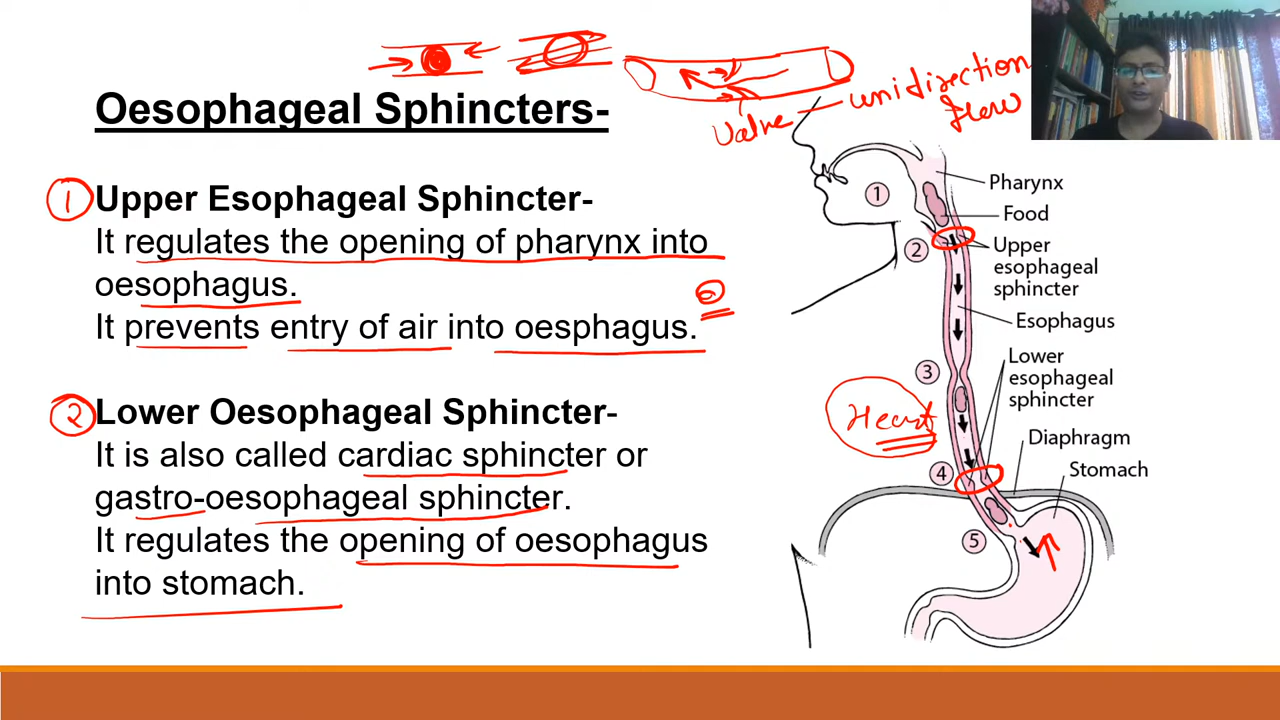 Valve — unidirection
flow
Oesophageal Sphincters-
1 Upper Esophageal Sphincter-
It regulates the opening of pharynx into
oesophagus.
It prevents entry of air into oesphagus.
2 Lower Oesophageal Sphincter-
It is also called cardiac sphincter or
gastro-oesophageal sphincter.
It regulates the opening of oesophagus
into stomach.
Pharynx
1
Food
2
Upper
esophageal
sphincter
Esophagus
3
Lower
esophageal
sphincter
Heart
Diaphragm
4
Stomach
5